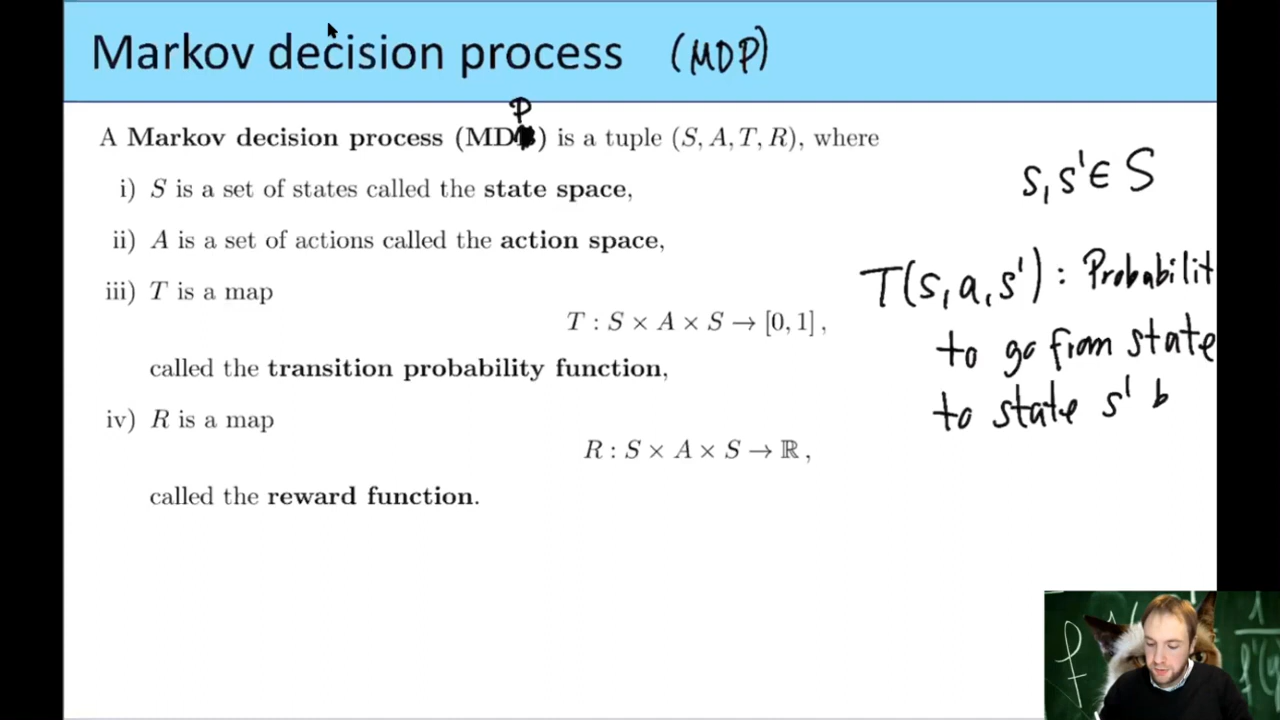 Markov decision process (MDP)
P
A Markov decision process (MD) is a tuple (S, A, T, R), where
i) S is a set of states called the state space,
ii) A is a set of actions called the action space,
iii) T is a map
T : S × A × S → [0, 1] ,
called the transition probability function,
iv) R is a map
R : S × A × S → ℝ ,
called the reward function.
s, s' ∈ S
T(s, a, s') : Probabilit
to go from state
to state s' b